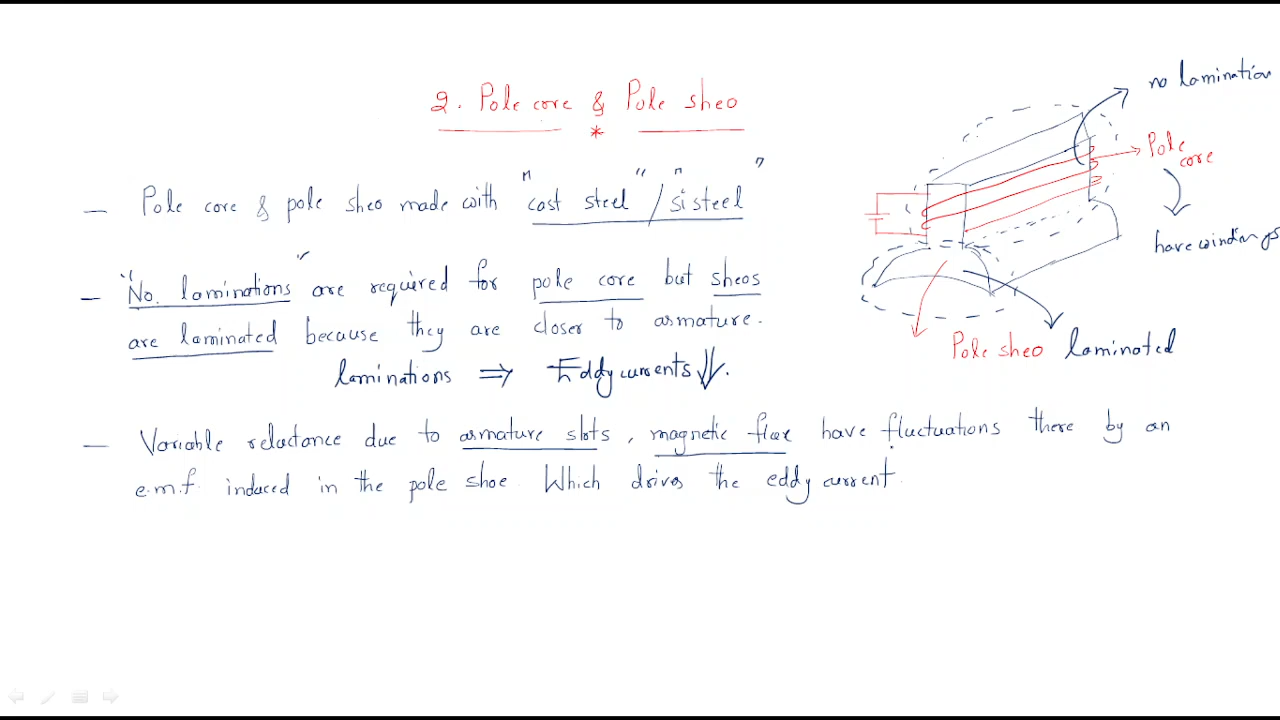 2. Pole core & Pole sheo
*
no lamination
Pole core
have windings
— Pole core & pole sheo made with "cast steel" / "si steel"
— "No. laminations" are required for pole core but sheos
are laminated because they are closer to armature.
laminations ⇒ Eddy currents ↓.
Pole sheo laminated
— Variable reluctance due to armature slots, magnetic flux have fluctuations there by an
e.m.f. induced in the pole shoe. Which drives the eddy current.